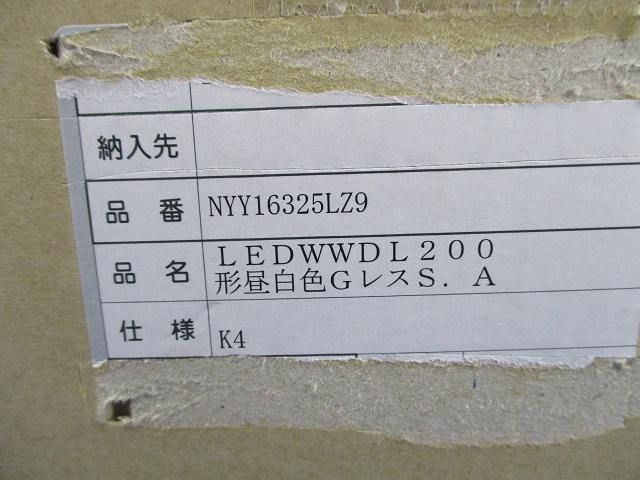 納入先
品番 NYY16325LZ9
品名 LEDWWDL200
形昼白色GレスS. A
仕様 K4